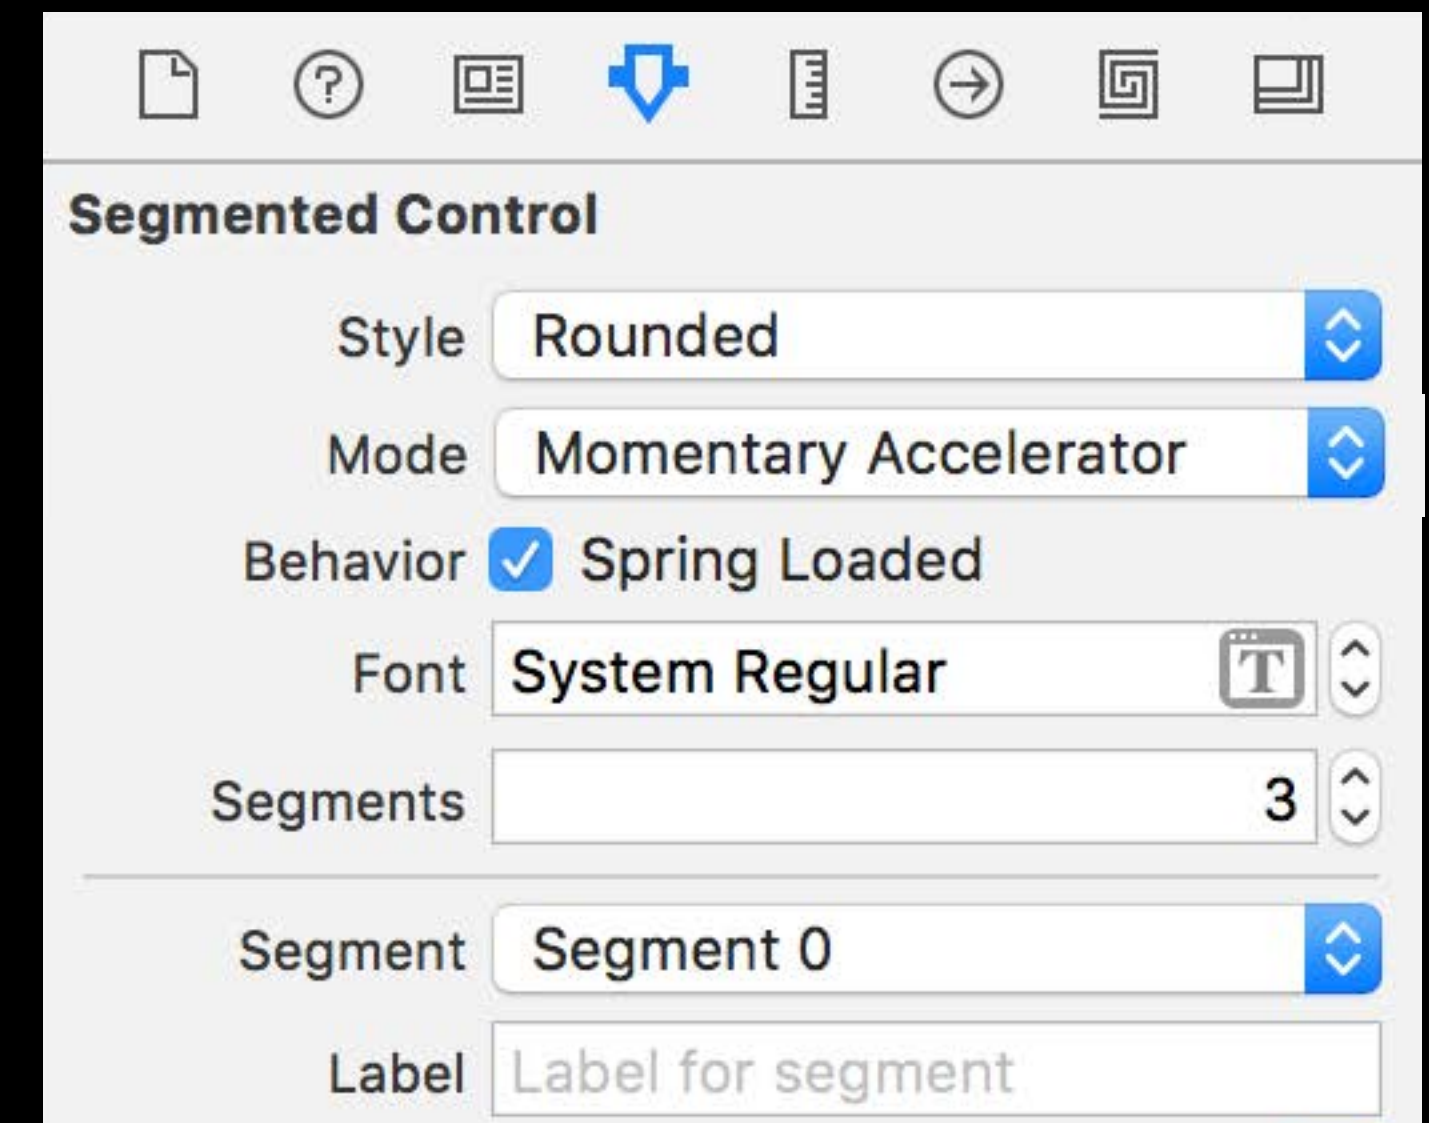 Segmented Control
Style Rounded
Mode Momentary Accelerator
Behavior Spring Loaded
Font System Regular T
Segments 3
Segment Segment 0
Label Label for segment